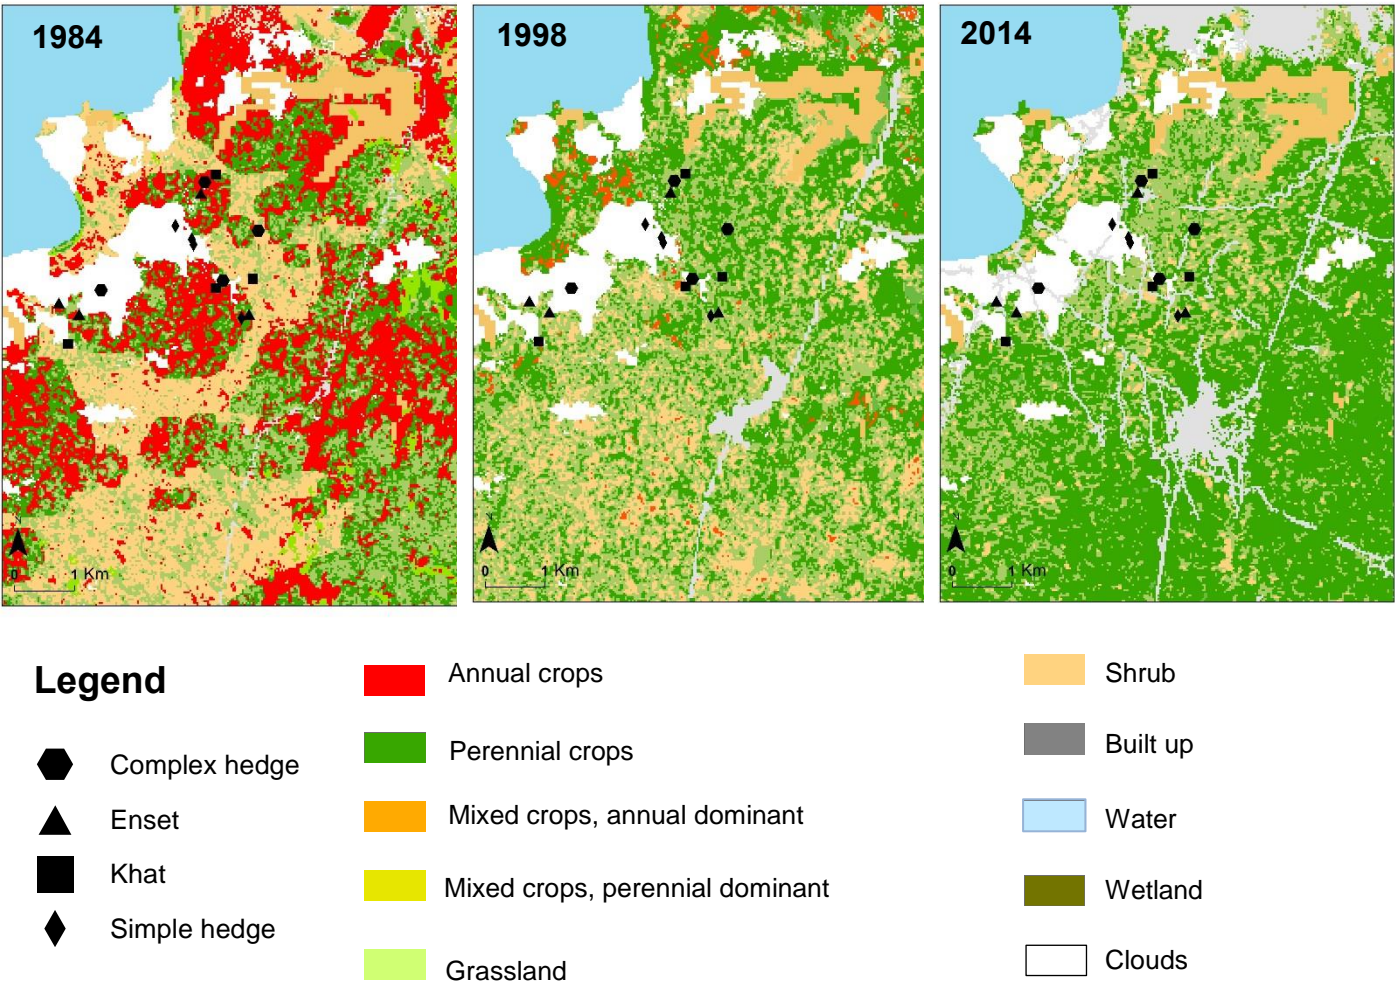 1984
1998
2014
N
0 1 Km
N
0 1 Km
N
0 1 Km
Legend
Complex hedge
Enset
Khat
Simple hedge
Annual crops
Perennial crops
Mixed crops, annual dominant
Mixed crops, perennial dominant
Grassland
Shrub
Built up
Water
Wetland
Clouds